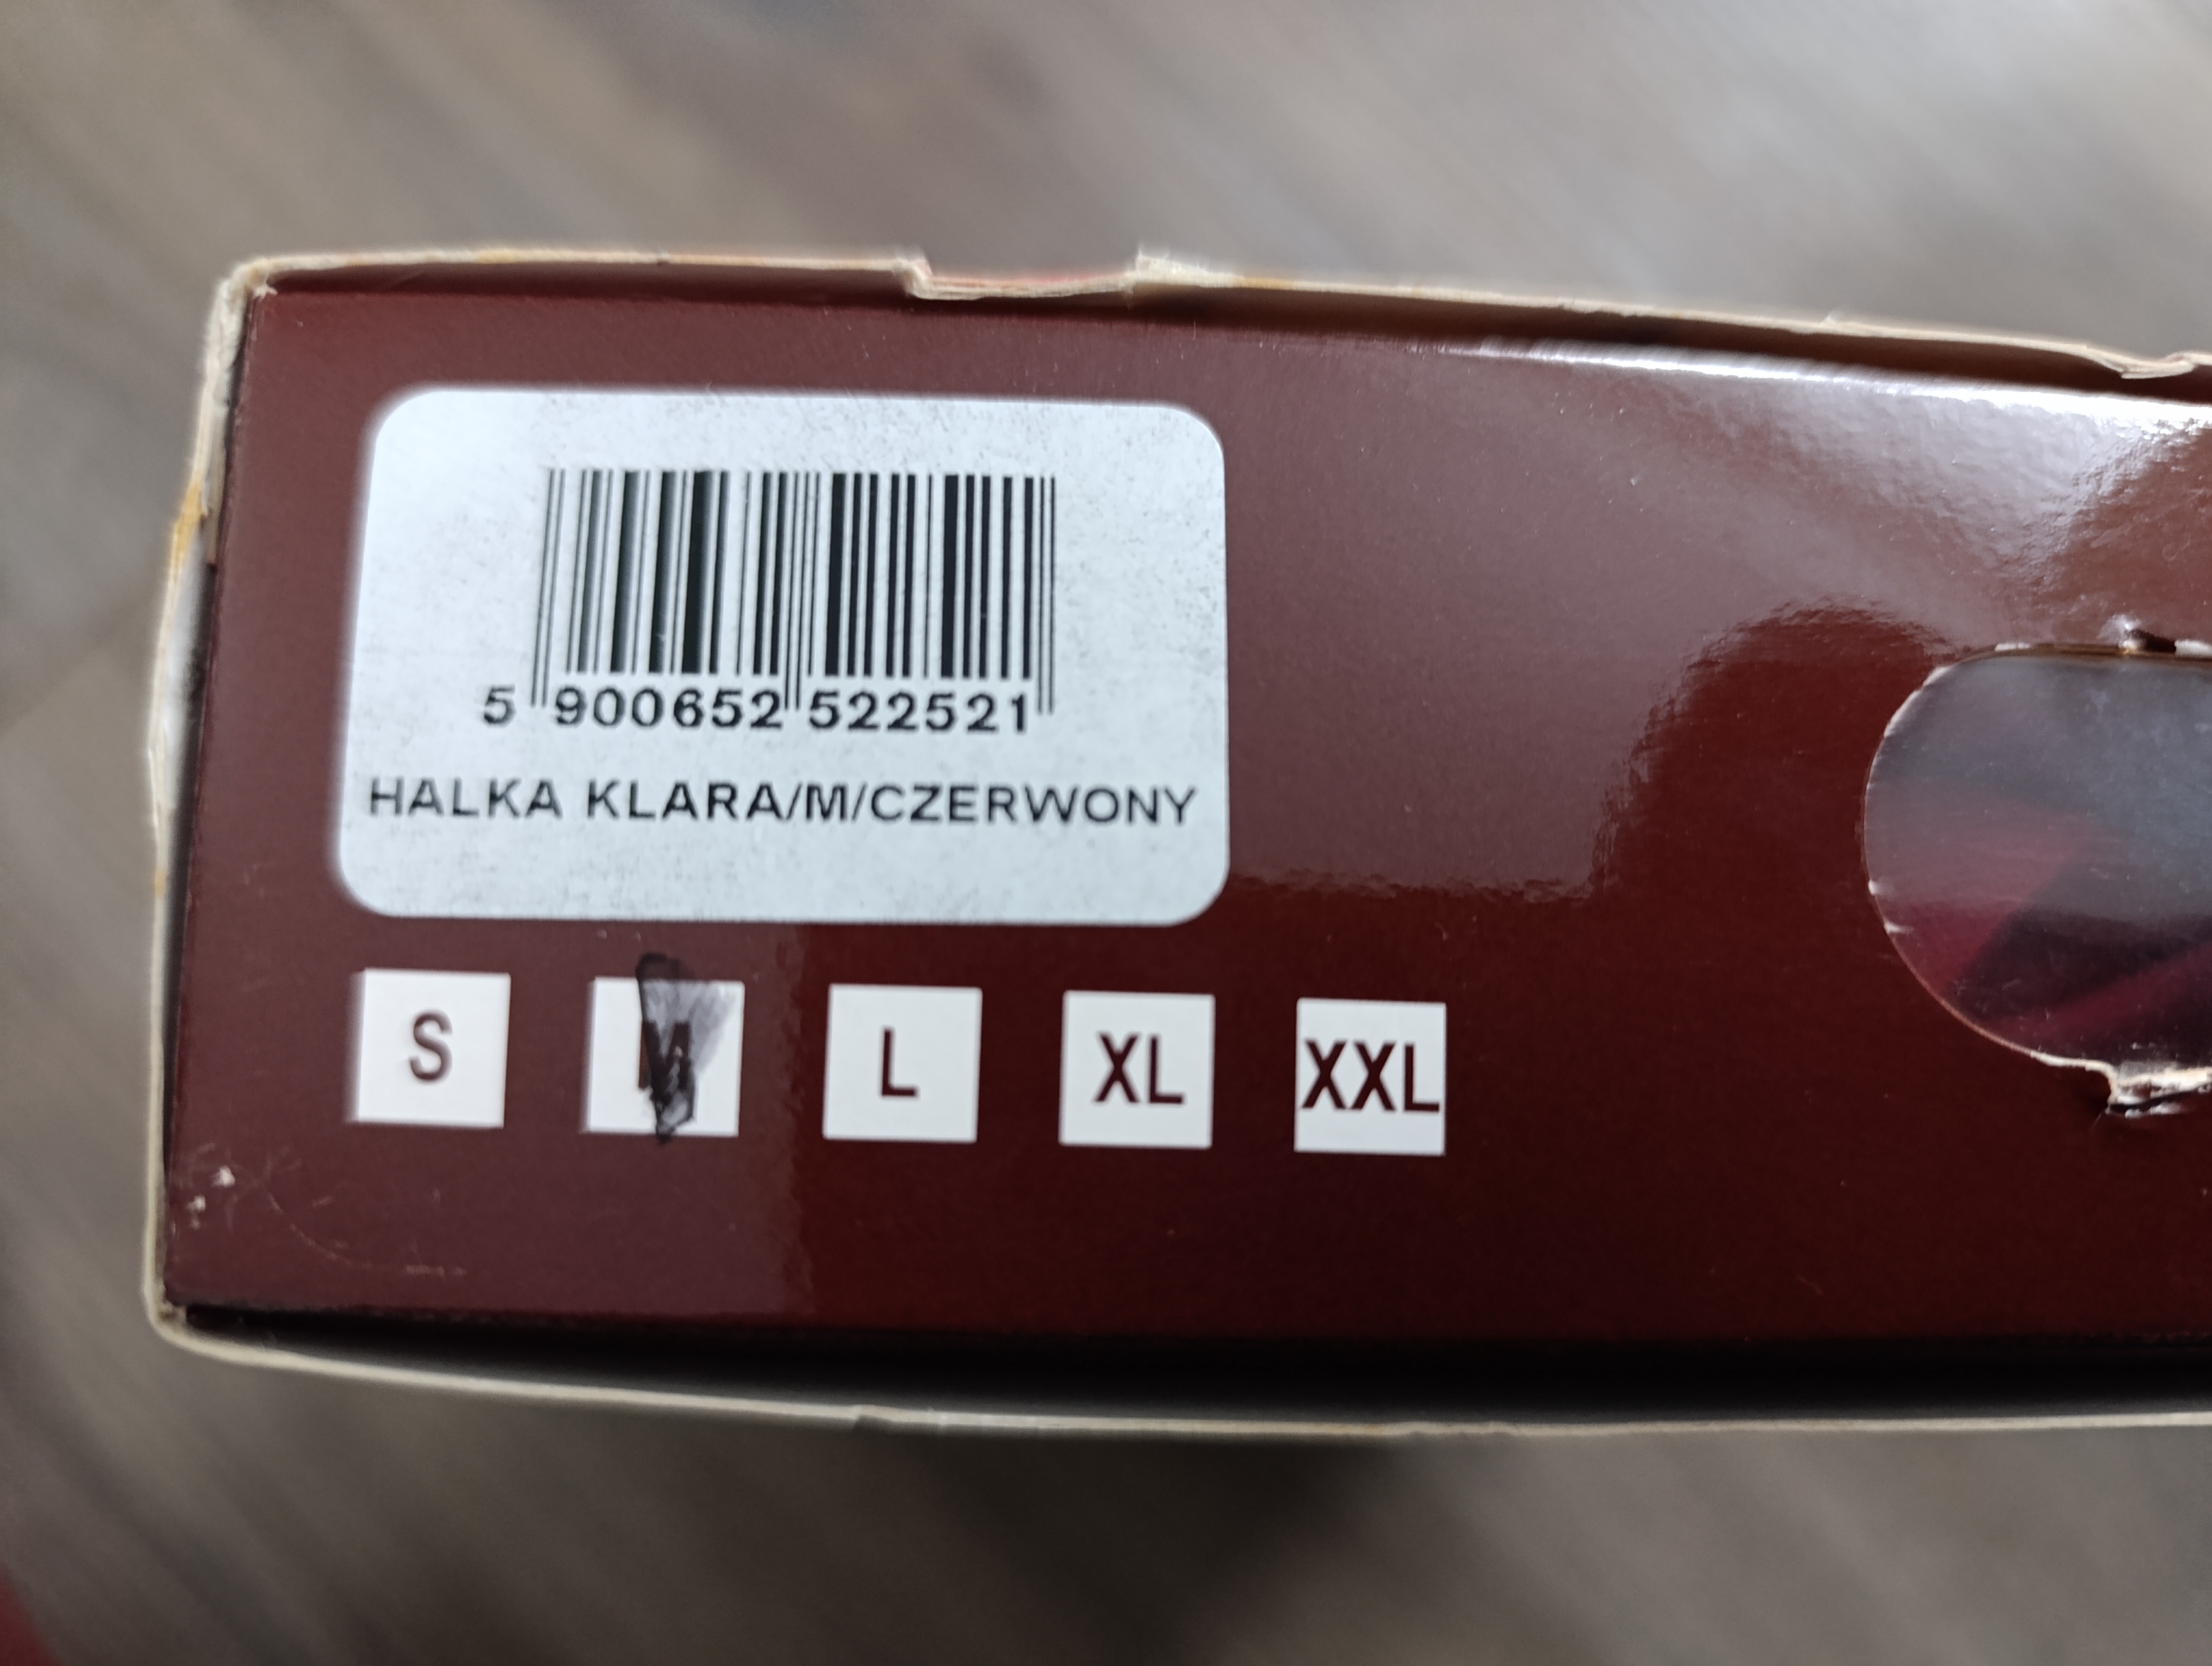 5 900652 522521
HALKA KLARA/M/CZERWONY
S M L XL XXL